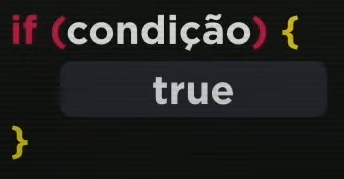 if (condição) {
true
}